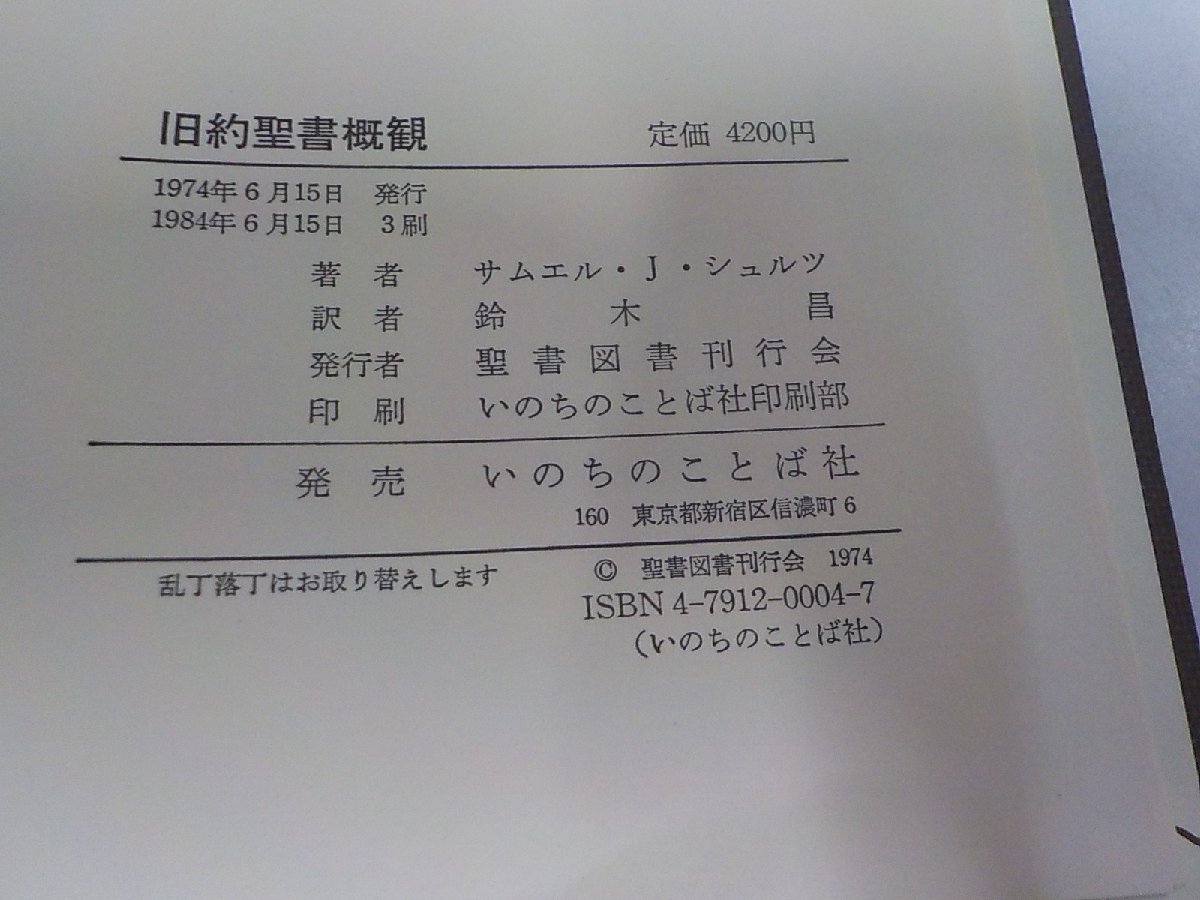 旧約聖書概観 定価 4200円
1974年6月15日 発行
1984年6月15日 3刷
著者 サムエル・J・シュルツ
訳者 鈴木昌
発行者 聖書図書刊行会
印刷 いのちのことば社印刷部
発売 いのちのことば社
160 東京都新宿区信濃町6
乱丁落丁はお取り替えします
© 聖書図書刊行会 1974
ISBN4-7912-0004-7
(いのちのことば社)